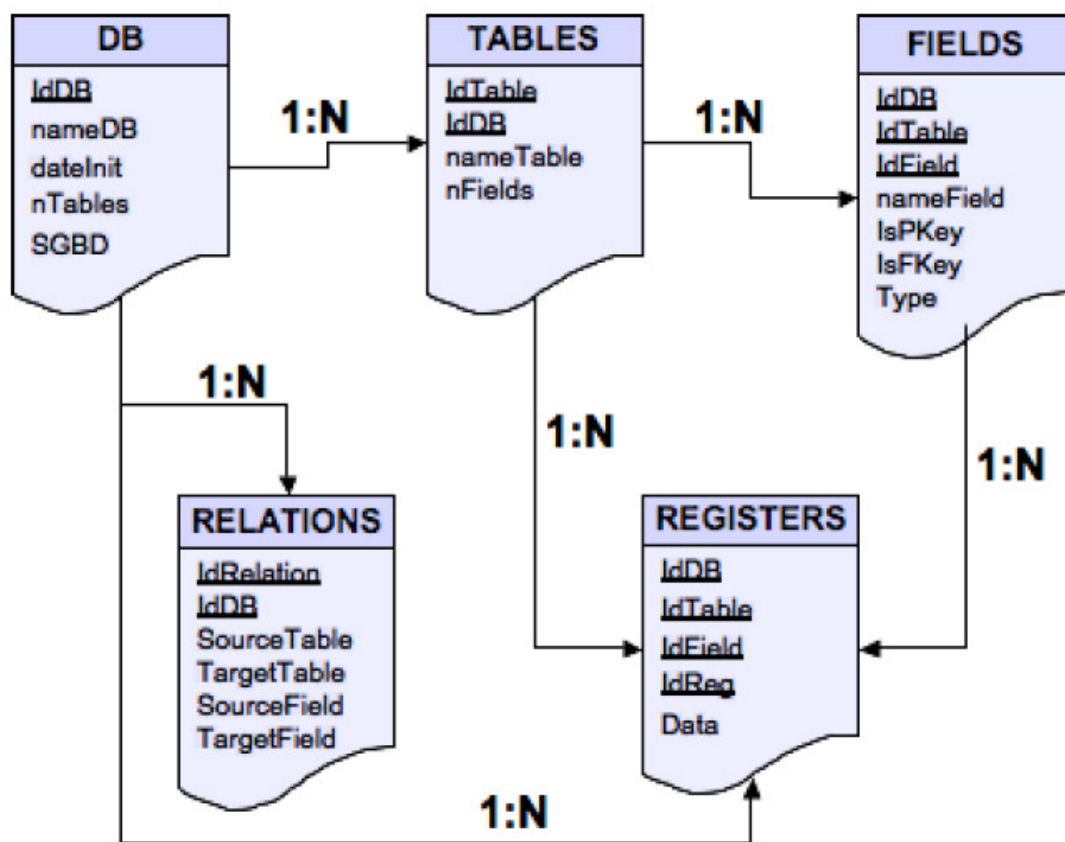 DB
IdDB
nameDB
dateInit
nTables
SGBD
1:N
TABLES
IdTable
IdDB
nameTable
nFields
1:N
FIELDS
IdDB
IdTable
IdField
nameField
IsPKey
IsFKey
Type
1:N
1:N
1:N
RELATIONS
IdRelation
IdDB
SourceTable
TargetTable
SourceField
TargetField
REGISTERS
IdDB
IdTable
IdField
IdReg
Data
1:N